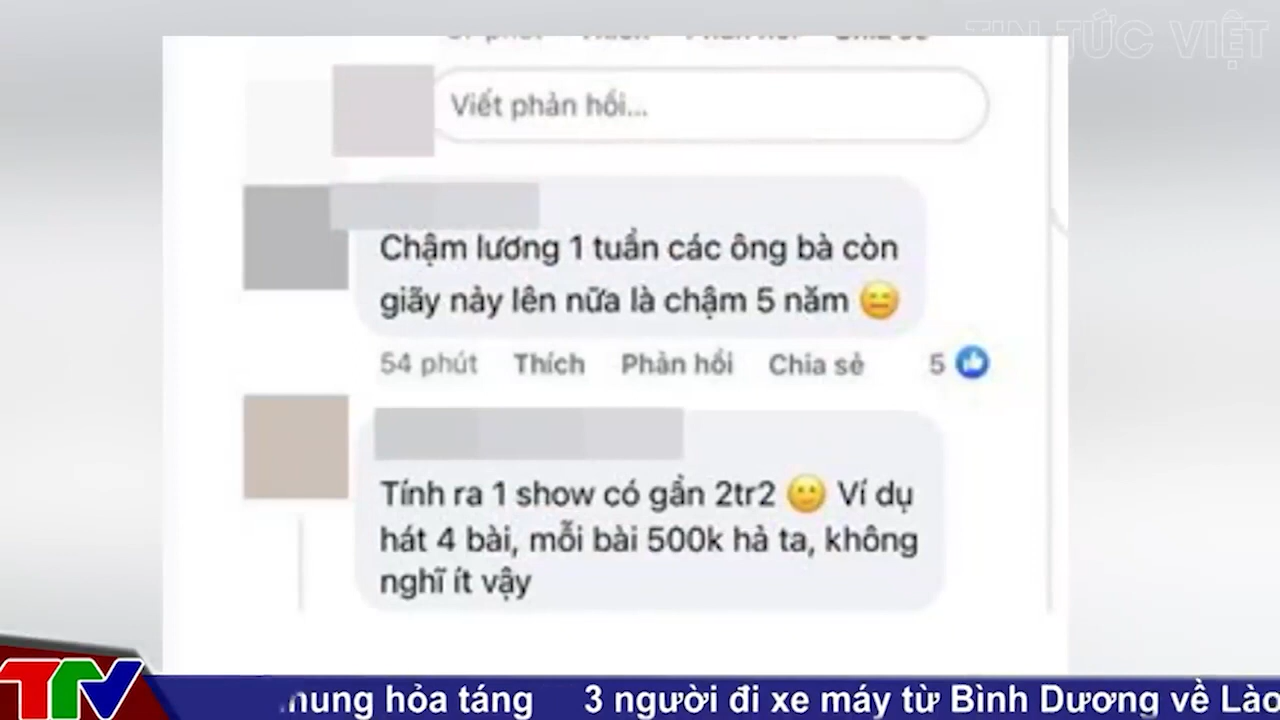 TIN TỨC VIỆT
Viết phản hồi...
Chậm lương 1 tuần các ông bà còn
giãy nảy lên nữa là chậm 5 năm 😑
54 phút Thích Phản hồi Chia sẻ 5
Tính ra 1 show có gần 2tr2 🙂 Ví dụ
hát 4 bài, mỗi bài 500k hả ta, không
nghĩ ít vậy
TTV
hung hỏa táng 3 người đi xe máy từ Bình Dương về Lào